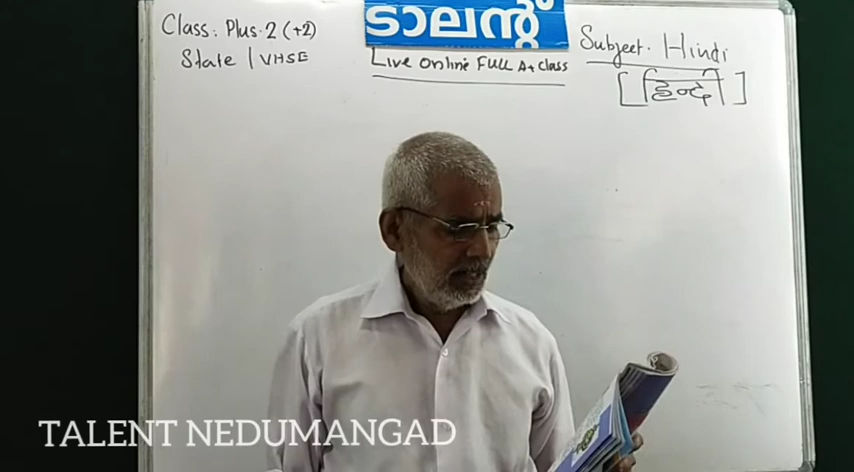 Class: Plus.2 (+2)
State / VHSE
ടാലന്റ്
Live Online Full A+ Class
Subject. Hindi
[हिन्दी]
TALENT NEDUMANGAD